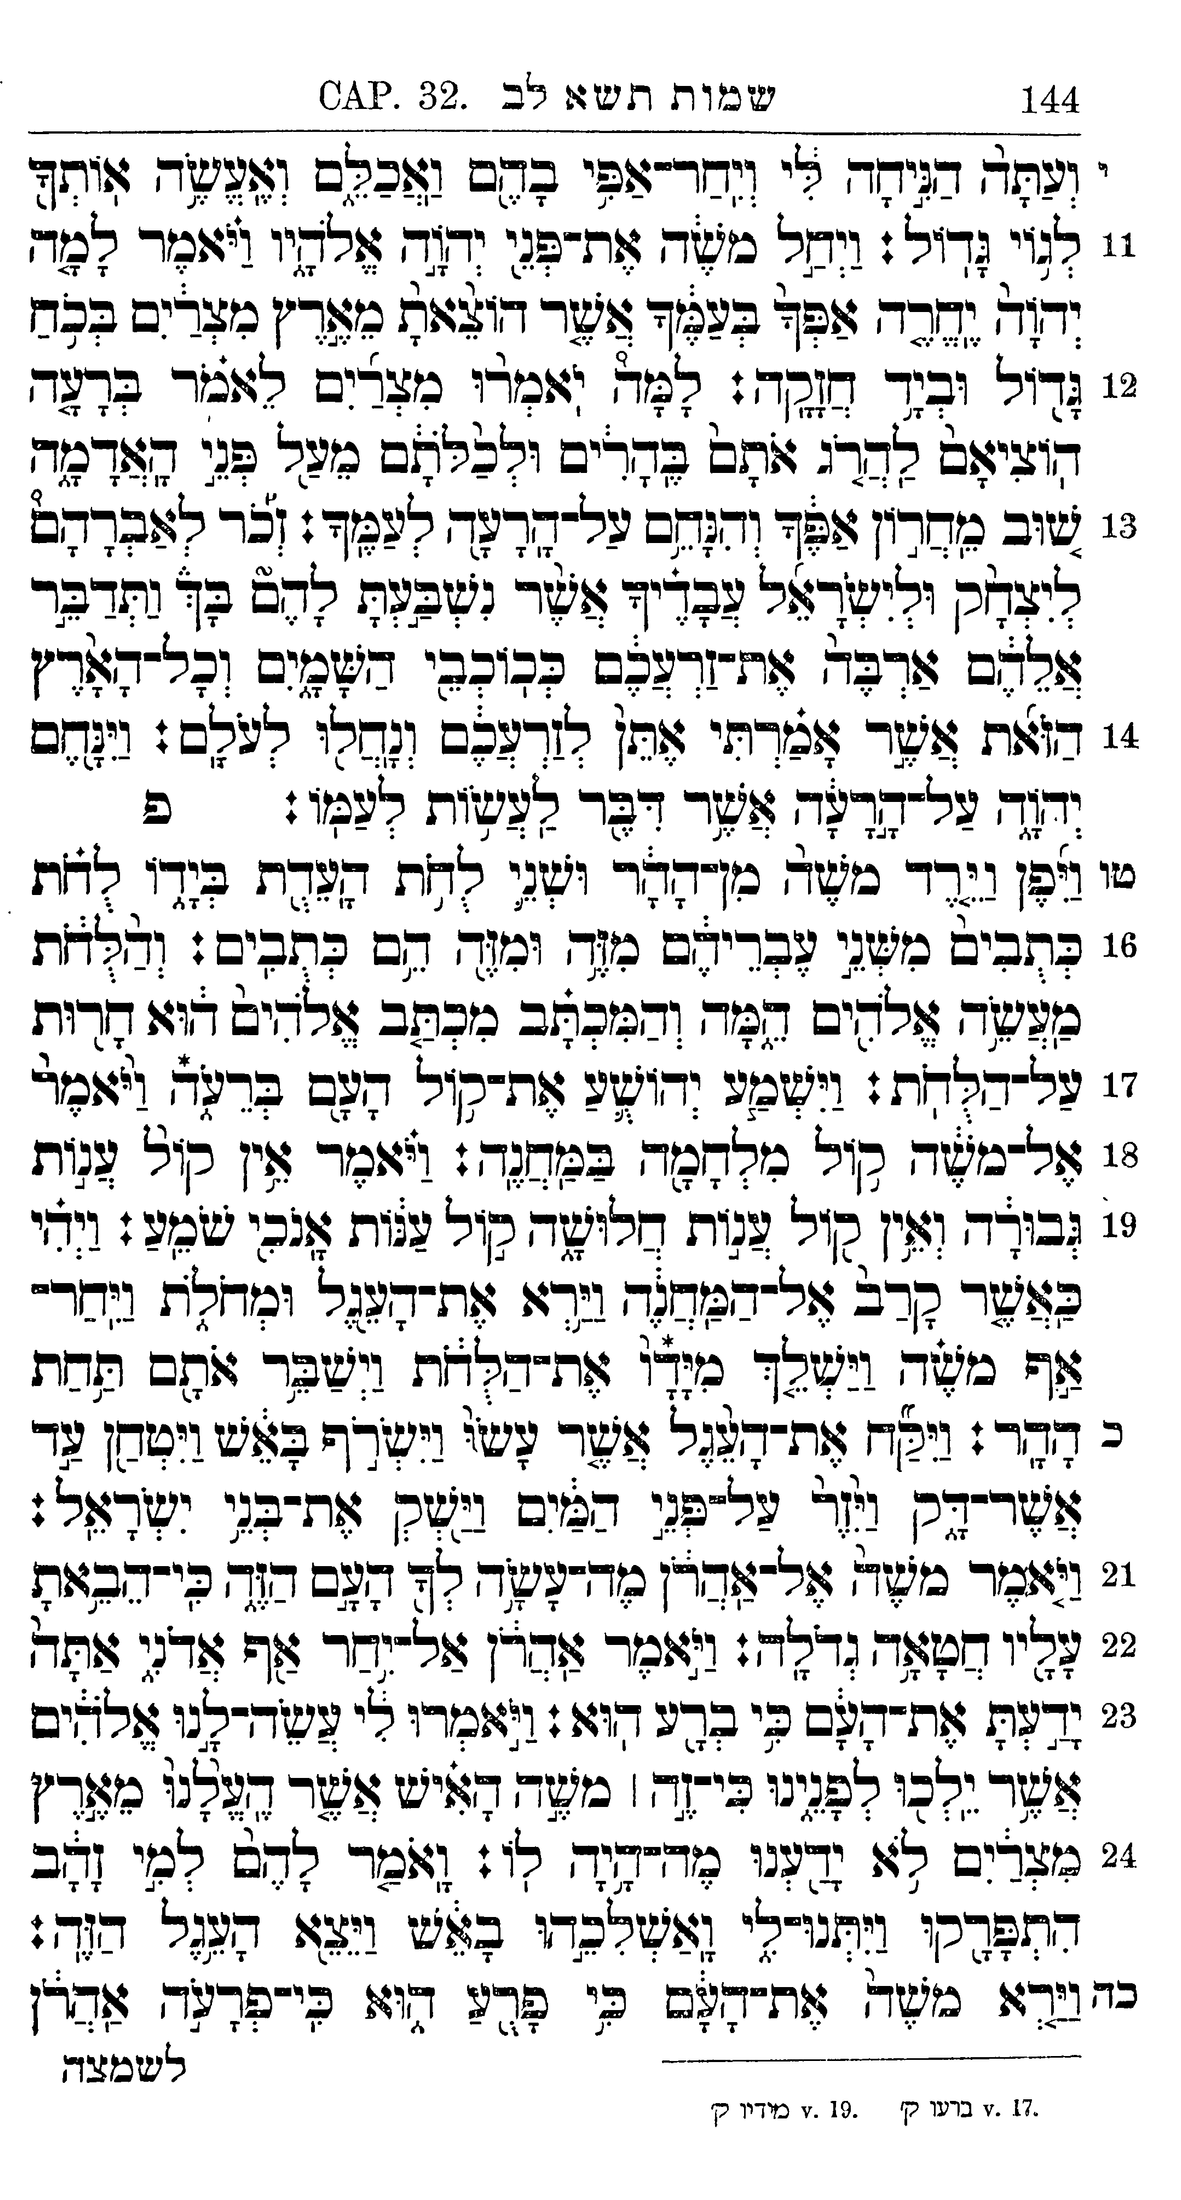 144 שמות תשא לב CAP. 32.
י וְעַתָּה֙ הַנִּ֣יחָה לִּ֔י וְיִֽחַר־אַפִּ֥י בָהֶ֖ם וַאֲכַלֵּ֑ם וְאֶֽעֱשֶׂ֥ה אֽוֹתְךָ֖
11 לְג֥וֹי גָּדֽוֹל׃ וַיְחַ֣ל מֹשֶׁ֔ה אֶת־פְּנֵ֖י יְהוָ֣ה אֱלֹהָ֑יו וַיֹּ֗אמֶר לָמָ֤ה
יְהוָה֙ יֶֽחֱרֶ֤ה אַפְּךָ֙ בְּעַמֶּ֔ךָ אֲשֶׁ֤ר הוֹצֵ֙אתָ֙ מֵאֶ֣רֶץ מִצְרַ֔יִם בְּכֹ֥חַ
12 גָּד֖וֹל וּבְיָ֥ד חֲזָקָֽה׃ לָמָּה֩ יֹֽאמְר֨וּ מִצְרַ֜יִם לֵאמֹ֗ר בְּרָעָ֤ה
הֽוֹצִיאָם֙ לַֽהֲרֹ֤ג אֹתָם֙ בֶּֽהָרִ֔ים וּלְכַ֨לֹּתָ֔ם מֵעַ֖ל פְּנֵ֣י הָֽאֲדָמָ֑ה
13 שׁ֚וּב מֵֽחֲר֣וֹן אַפֶּ֔ךָ וְהִנָּחֵ֥ם עַל־הָֽרָעָ֖ה לְעַמֶּֽךָ׃ זְכֹ֡ר לְאַבְרָהָם֩
לְיִצְחָ֨ק וּלְיִשְׂרָאֵ֜ל עֲבָדֶ֗יךָ אֲשֶׁ֨ר נִשְׁבַּ֣עְתָּ לָהֶם֮ בָּךְ֒ וַתְּדַבֵּ֣ר
אֲלֵהֶ֔ם אַרְבֶּה֙ אֶֽת־זַרְעֲכֶ֔ם כְּכֽוֹכְבֵ֖י הַשָּׁמָ֑יִם וְכָל־הָאָ֨רֶץ
14 הַזֹּ֜את אֲשֶׁ֣ר אָמַ֗רְתִּי אֶתֵּן֙ לְזַרְעֲכֶ֔ם וְנָֽחֲל֖וּ לְעֹלָֽם׃ וַיִּנָּ֖חֶם
יְהוָ֑ה עַל־הָ֣רָעָ֔ה אֲשֶׁ֥ר דִּבֶּ֖ר לַֽעֲשׂ֥וֹת לְעַמּֽוֹ׃ פ
טו וַיִּ֜פֶן וַיֵּ֤רֶד מֹשֶׁה֙ מִן־הָהָ֔ר וּשְׁנֵ֛י לֻחֹ֥ת הָֽעֵדֻ֖ת בְּיָד֑וֹ לֻחֹ֗ת
16 כְּתֻבִים֙ מִשְּׁנֵ֣י עֶבְרֵיהֶ֔ם מִזֶּ֥ה וּמִזֶּ֖ה הֵ֥ם כְּתֻבִֽים׃ וְהַ֨לֻּחֹ֔ת
מַֽעֲשֵׂ֥ה אֱלֹהִ֖ים הֵ֑מָּה וְהַמִּכְתָּ֗ב מִכְתַּ֤ב אֱלֹהִים֙ ה֔וּא חָר֖וּת
17 עַל־הַלֻּחֹֽת׃ וַיִּשְׁמַ֧ע יְהוֹשֻׁ֛עַ אֶת־ק֥וֹל הָעָ֖ם בְּרֵעֹ֑ה* וַיֹּ֙אמֶר֙
18 אֶל־מֹשֶׁ֔ה ק֥וֹל מִלְחָמָ֖ה בַּֽמַּחֲנֶֽה׃ וַיֹּ֗אמֶר אֵ֥ין קוֹל֙ עֲנ֣וֹת
19 גְּבוּרָ֔ה וְאֵ֥ין ק֖וֹל עֲנ֣וֹת חֲלוּשָׁ֑ה ק֣וֹל עַנּ֔וֹת אָֽנֹכִ֖י שֹׁמֵֽעַ׃ וַיְהִ֗י
כַּֽאֲשֶׁ֤ר קָרַב֙ אֶל־הַֽמַּחֲנֶ֔ה וַיַּ֥רְא אֶת־הָעֵ֖גֶל וּמְחֹלֹ֑ת וַיִּֽחַר־
אַ֣ף מֹשֶׁ֗ה וַיַּשְׁלֵ֤ךְ מִיָּדָו֙* אֶת־הַלֻּחֹ֔ת וַיְשַׁבֵּ֥ר אֹתָ֖ם תַּ֥חַת
כ הָהָֽר׃ וַיִּקַּ֞ח אֶת־הָעֵ֨גֶל אֲשֶׁ֤ר עָשׂוּ֙ וַיִּשְׂרֹ֣ף בָּאֵ֔שׁ וַיִּטְחַ֖ן עַ֣ד
אֲשֶׁר־דָּ֑ק וַיִּ֙זֶר֙ עַל־פְּנֵ֣י הַמַּ֔יִם וַיַּ֖שְׁקְ אֶת־בְּנֵ֥י יִשְׂרָאֵֽל׃
21 וַיֹּ֤אמֶר מֹשֶׁה֙ אֶֽל־אַֽהֲרֹ֔ן מֶה־עָשָֽׂה לְךָ֖ הָעָ֣ם הַזֶּ֑ה כִּֽי־הֵבֵ֥אתָ
22 עָלָ֖יו חֲטָאָ֥ה גְדֹלָֽה׃ וַיֹּ֣אמֶר אַֽהֲרֹ֔ן אַל־יִ֥חַר אַ֖ף אֲדֹנִ֑י אַתָּה֙
23 יָדַ֣עְתָּ אֶת־הָעָ֔ם כִּ֥י בְרָ֖ע הֽוּא׃ וַיֹּ֣אמְרוּ לִ֔י עֲשֵׂה־לָ֣נוּ אֱלֹהִ֔ים
אֲשֶׁ֥ר יֵֽלְכ֖וּ לְפָנֵ֑ינוּ כִּי־זֶ֣ה׀ מֹשֶׁ֣ה הָאִ֗ישׁ אֲשֶׁ֤ר הֶֽעֱלָ֙נוּ֙ מֵאֶ֣רֶץ
24 מִצְרַ֔יִם לֹ֥א יָדַ֖עְנוּ מֶה־הָ֥יָה לֽוֹ׃ וָֽאֹמַ֤ר לָהֶם֙ לְמִ֣י זָהָ֔ב
הִתְפָּרָ֖קוּ וַיִּתְּנוּ־לִ֑י וָֽאַשְׁלִכֵ֣הוּ בָאֵ֔שׁ וַיֵּצֵ֖א הָעֵ֥גֶל הַזֶּֽה׃
כה וַיַּ֤רְא מֹשֶׁה֙ אֶת־הָעָ֔ם כִּ֥י פָרֻ֖עַ ה֑וּא כִּֽי־פְרָעֹ֣ה אַֽהֲרֹ֔ן
לשמצה
v. 17. ברעו ק׳ v. 19. מידיו ק׳